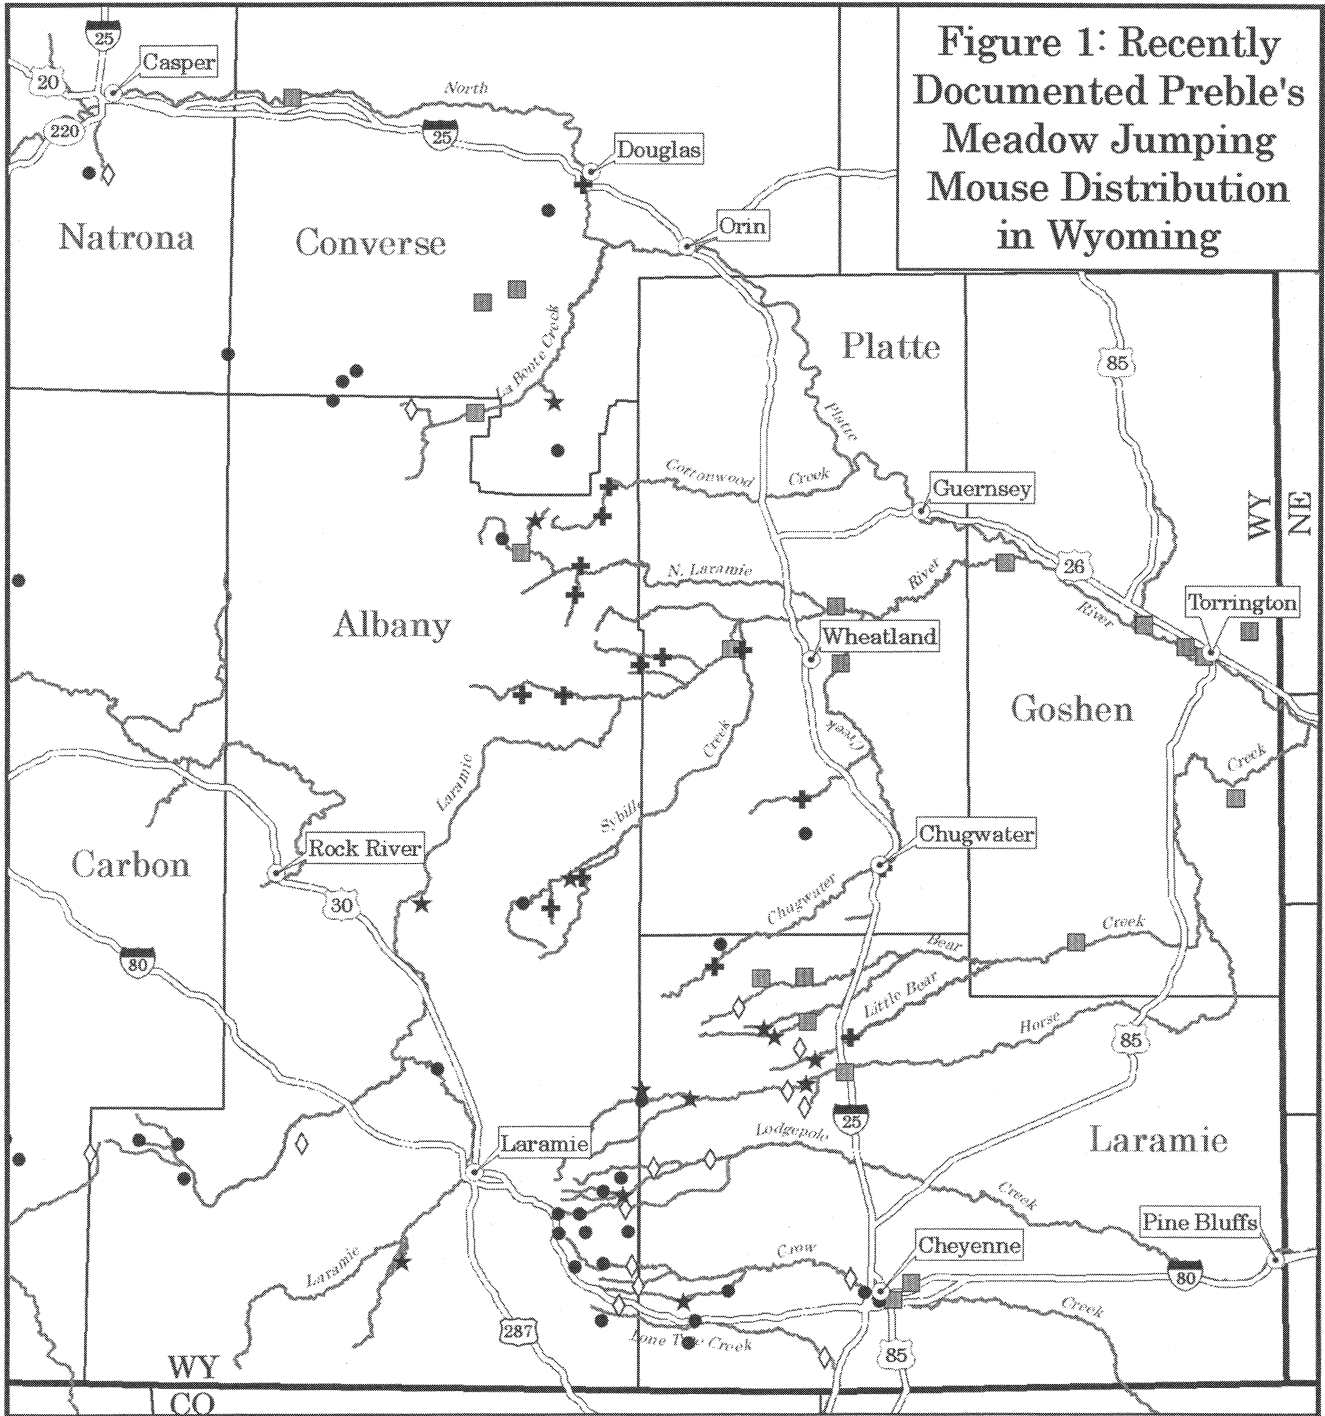 Figure 1: Recently
Documented Preble's
Meadow Jumping
Mouse Distribution
in Wyoming
25
Casper
20
North
220
25
Douglas
Natrona
Converse
Orin
La Bonte Creek
Platte
85
Platte
Cottonwood
Creek
Guernsey
WY
NE
N. Laramie
River
26
River
Torrington
Albany
Wheatland
Goshen
Creek
Creek
Creek
Laramie
Sybille
Chugwater
Rock River
Carbon
30
Chugwater
Creek
Bear
80
Little Bear
Horse
85
25
Lodgepole
Laramie
Laramie
Creek
Pine Bluffs
Cheyenne
Crow
Laramie
80
Creek
287
Lone Tree Creek
85
WY
CO